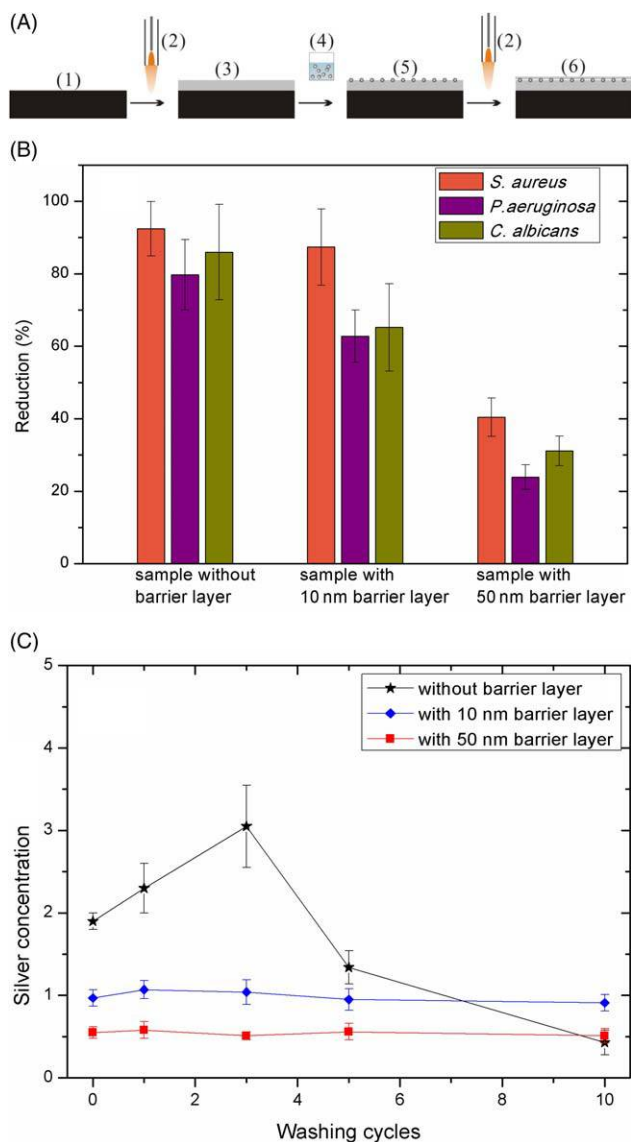 (A)
(2) (4) (2)
(1) (3) (5) (6)
(B)
100
80
60
40
20
0
Reduction (%)
S. aureus
P.aeruginosa
C. albicans
sample without sample with sample with
barrier layer 10 nm barrier layer 50 nm barrier layer
(C)
5
4
3
2
1
0
Silver concentration
without barrier layer
with 10 nm barrier layer
with 50 nm barrier layer
0 2 4 6 8 10
Washing cycles